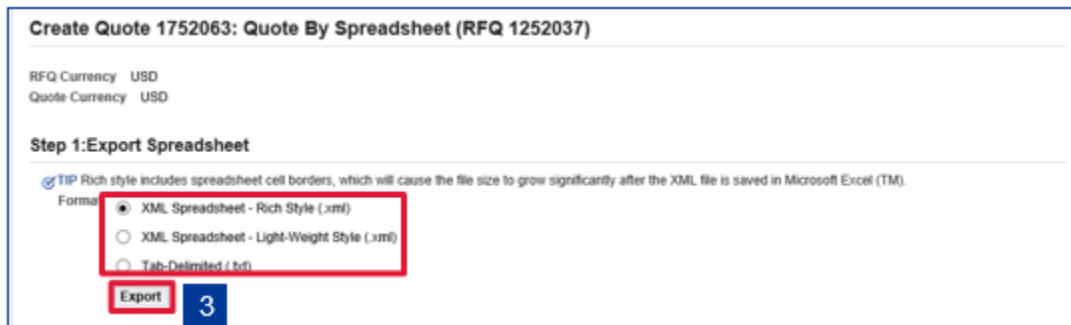 Create Quote 1752063: Quote By Spreadsheet (RFQ 1252037)
RFQ Currency USD
Quote Currency USD
Step 1:Export Spreadsheet
TIP Rich style includes spreadsheet cell borders, which will cause the file size to grow significantly after the XML file is saved in Microsoft Excel (TM).
Format XML Spreadsheet - Rich Style (.xml)
XML Spreadsheet - Light-Weight Style (.xml)
Tab-Delimited (.txt)
Export 3